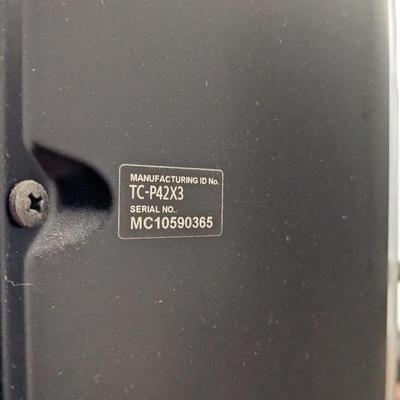 MANUFACTURING ID No.
TC-P42X3
SERIAL NO.
MC10590365